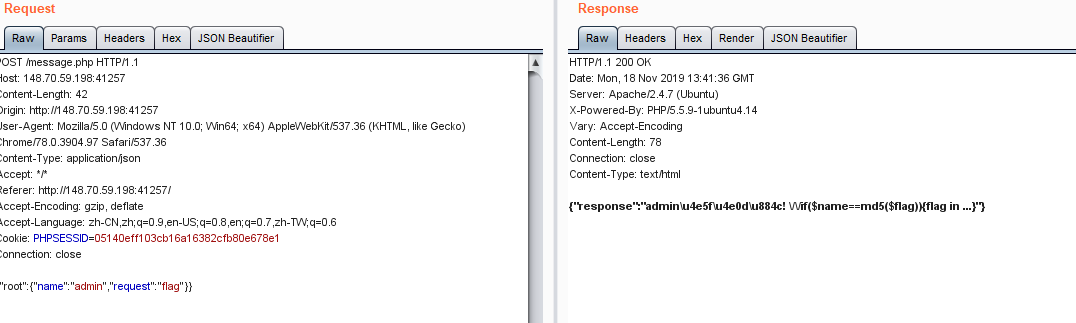 Request
Raw Params Headers Hex JSON Beautifier
POST /message.php HTTP/1.1
Host: 148.70.59.198:41257
Content-Length: 42
Origin: http://148.70.59.198:41257
User-Agent: Mozilla/5.0 (Windows NT 10.0; Win64; x64) AppleWebKit/537.36 (KHTML, like Gecko)
Chrome/78.0.3904.97 Safari/537.36
Content-Type: application/json
Accept: */*
Referer: http://148.70.59.198:41257/
Accept-Encoding: gzip, deflate
Accept-Language: zh-CN,zh;q=0.9,en-US;q=0.8,en;q=0.7,zh-TW;q=0.6
Cookie: PHPSESSID=05140eff103cb16a16382cfb80e678e1
Connection: close
"root":{"name":"admin","request":"flag"}}
Response
Raw Headers Hex Render JSON Beautifier
HTTP/1.1 200 OK
Date: Mon, 18 Nov 2019 13:41:36 GMT
Server: Apache/2.4.7 (Ubuntu)
X-Powered-By: PHP/5.5.9-1ubuntu4.14
Vary: Accept-Encoding
Content-Length: 78
Connection: close
Content-Type: text/html
{"response":"admin\u4e5f\u4e0d\u884c! \/\/if($name==md5($flag)){flag in ...}"}